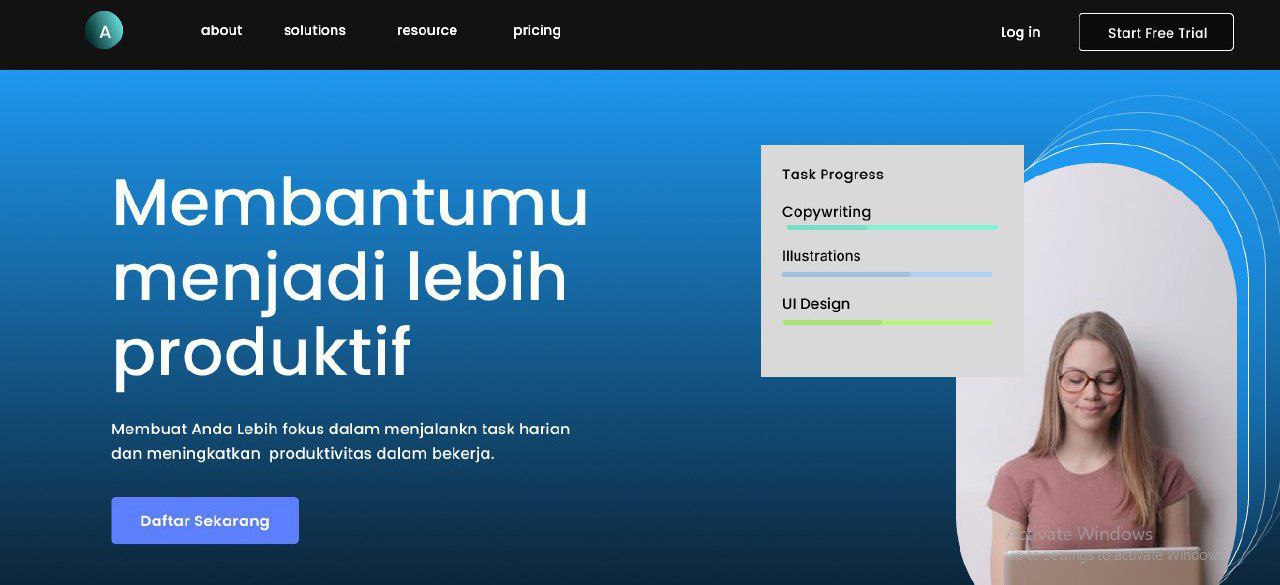 A
about
solutions
resource
pricing
Log in
Start Free Trial
Membantumu
menjadi lebih
produktif
Membuat Anda Lebih fokus dalam menjalankn task harian
dan meningkatkan produktivitas dalam bekerja.
Daftar Sekarang
Task Progress
Copywriting
Illustrations
UI Design
Activate Windows
to Settings to activate Windows